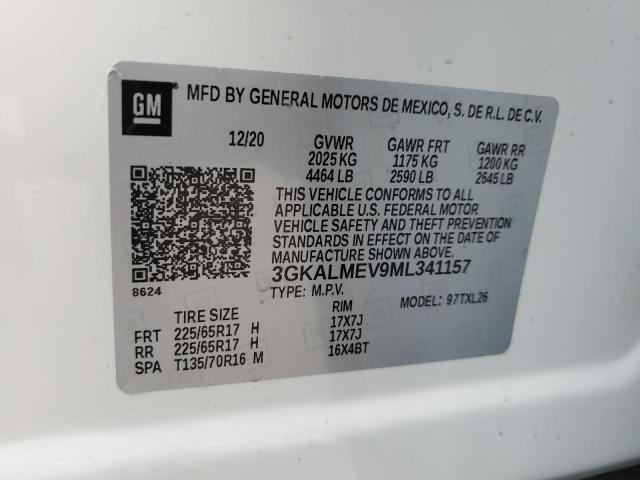 GM
MFD BY GENERAL MOTORS DE MEXICO, S. DE R.L. DE C.V.
12/20 GVWR GAWR FRT GAWR RR
2025 KG 1175 KG 1200 KG
4464 LB 2590 LB 2645 LB
THIS VEHICLE CONFORMS TO ALL
APPLICABLE U.S. FEDERAL MOTOR
VEHICLE SAFETY AND THEFT PREVENTION
STANDARDS IN EFFECT ON THE DATE OF
MANUFACTURE SHOWN ABOVE.
3GKALMEV9ML341157
8624
TYPE: M.P.V. MODEL: 97TXL26
TIRE SIZE RIM
FRT 225/65R17 H 17X7J
RR 225/65R17 H 17X7J
SPA T135/70R16 M 16X4BT